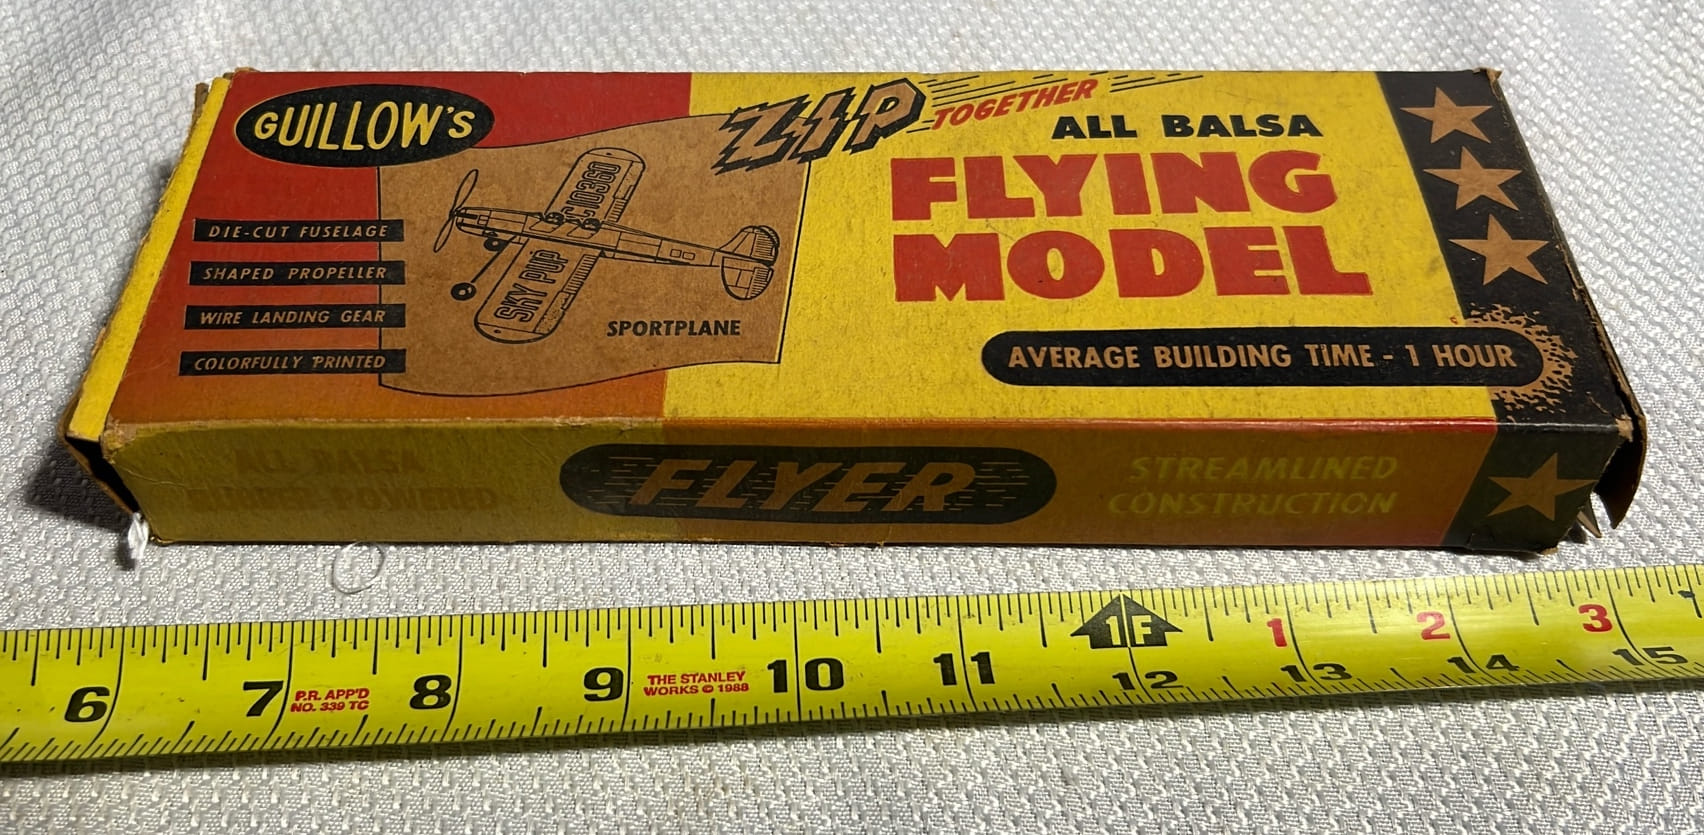 GUILLOW'S
ZIP TOGETHER
ALL BALSA
FLYING
MODEL
DIE-CUT FUSELAGE
SHAPED PROPELLER
WIRE LANDING GEAR
COLORFULLY PRINTED
SKY PUP
SPORTPLANE
AVERAGE BUILDING TIME - 1 HOUR
ALL BALSA
RUBBER-POWERED
FLYER
STREAMLINED
CONSTRUCTION
1F
1 2 3
6 7 8 9 10 11 12 13 14 15
P.R. APP'D
NO. 339 TC
THE STANLEY
WORKS © 1988